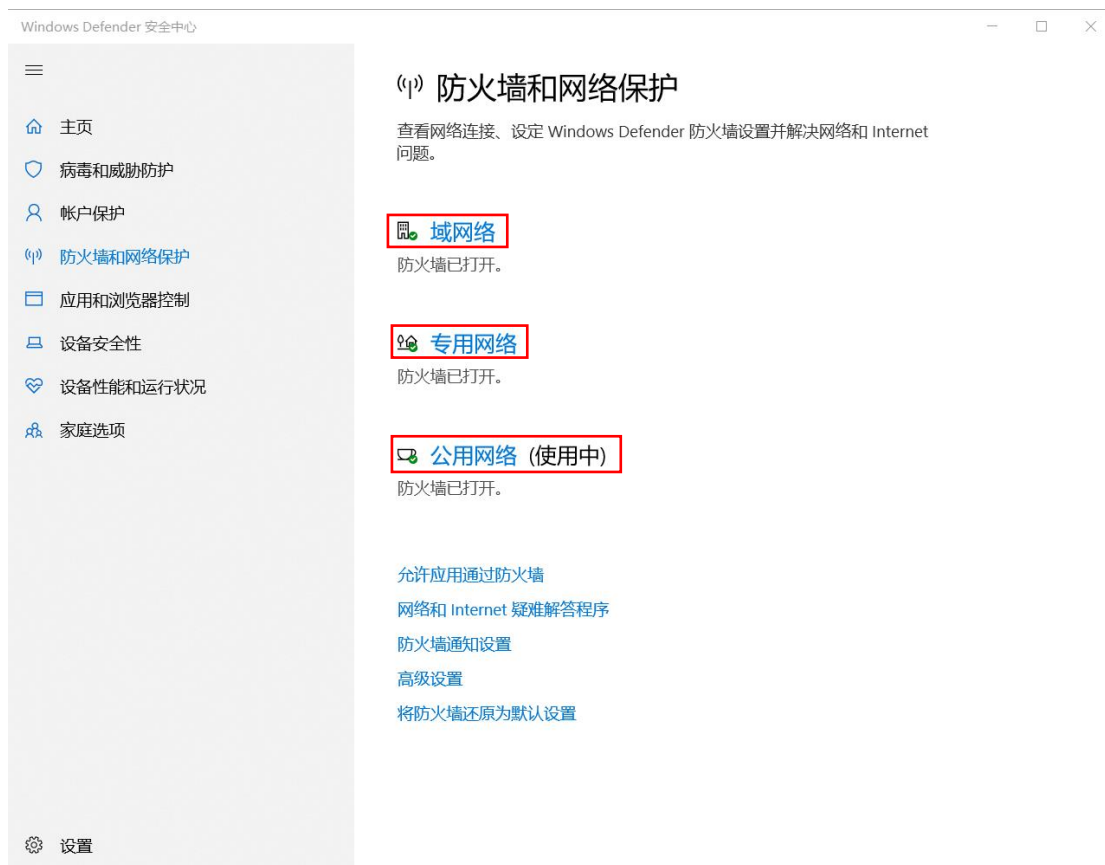 Windows Defender 安全中心
主页
病毒和威胁防护
帐户保护
防火墙和网络保护
应用和浏览器控制
设备安全性
设备性能和运行状况
家庭选项
设置
防火墙和网络保护
查看网络连接、设定 Windows Defender 防火墙设置并解决网络和 Internet
问题。
域网络
防火墙已打开。
专用网络
防火墙已打开。
公用网络 (使用中)
防火墙已打开。
允许应用通过防火墙
网络和 Internet 疑难解答程序
防火墙通知设置
高级设置
将防火墙还原为默认设置